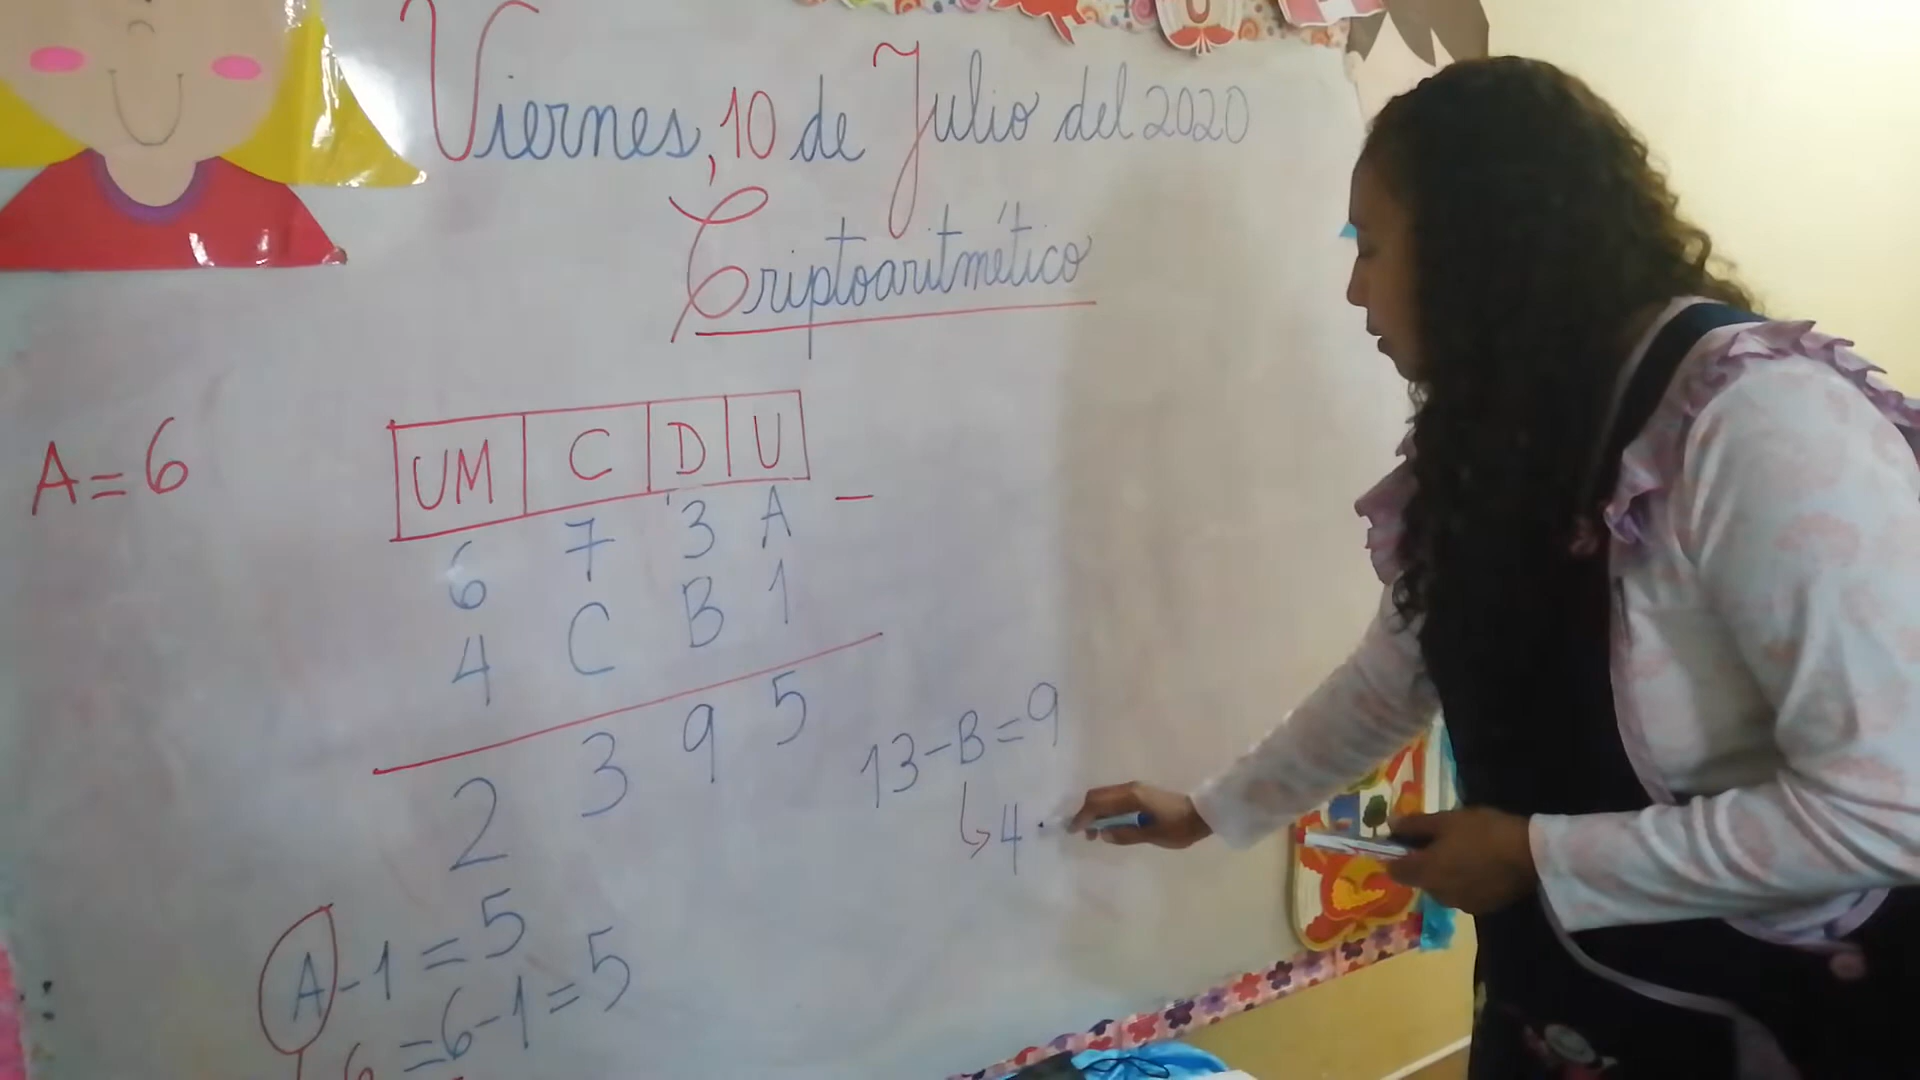 Viernes, 10 de Julio del 2020
Criptoaritmético
A=6
UM C D U
6 7 3 A −
4 C B 1
2 3 9 5
13-B=9
↳4
A-1=5
6=6-1=5